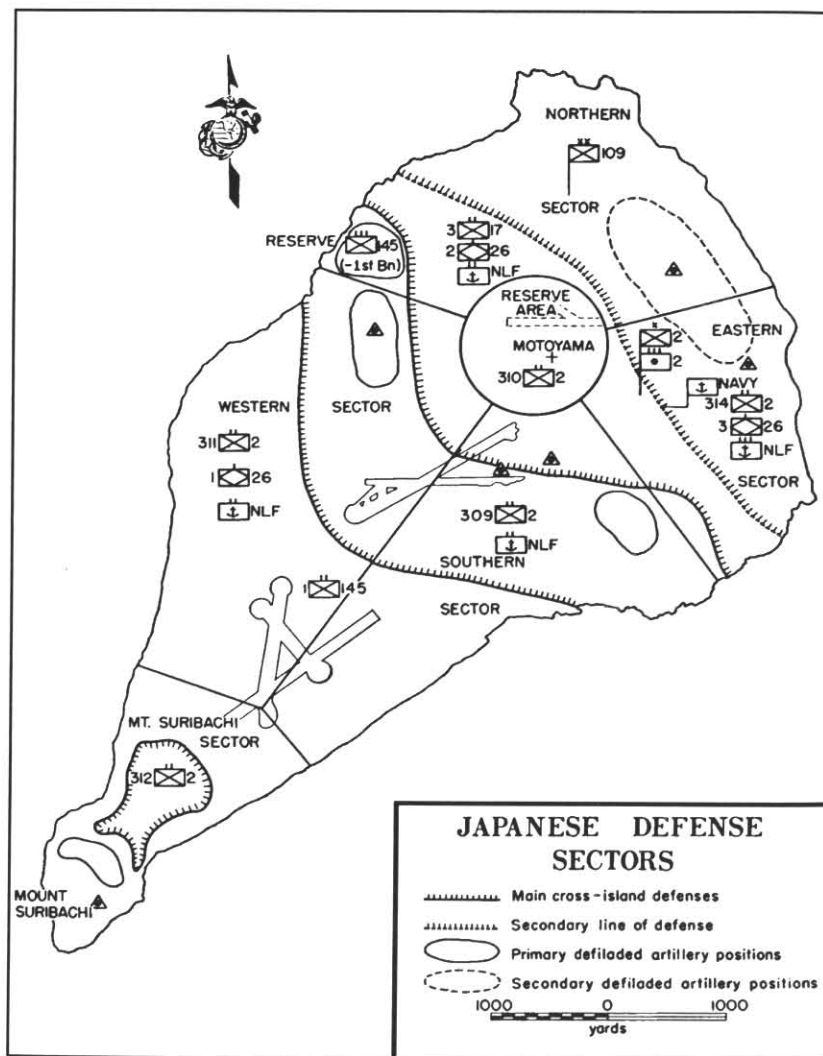 NORTHERN
109
SECTOR
RESERVE
145
(-1st Bn)
3 17
2 26
NLF
RESERVE
AREA
MOTOYAMA
310 2
2
EASTERN
2
NAVY
314 2
3 26
NLF
SECTOR
WESTERN
SECTOR
311 2
1 26
NLF
309 2
NLF
SOUTHERN
SECTOR
1 145
MT. SURIBACHI
SECTOR
312 2
MOUNT
SURIBACHI
JAPANESE DEFENSE
SECTORS
Main cross-island defenses
Secondary line of defense
Primary defiladed artillery positions
Secondary defiladed artillery positions
1000 0 1000
yards